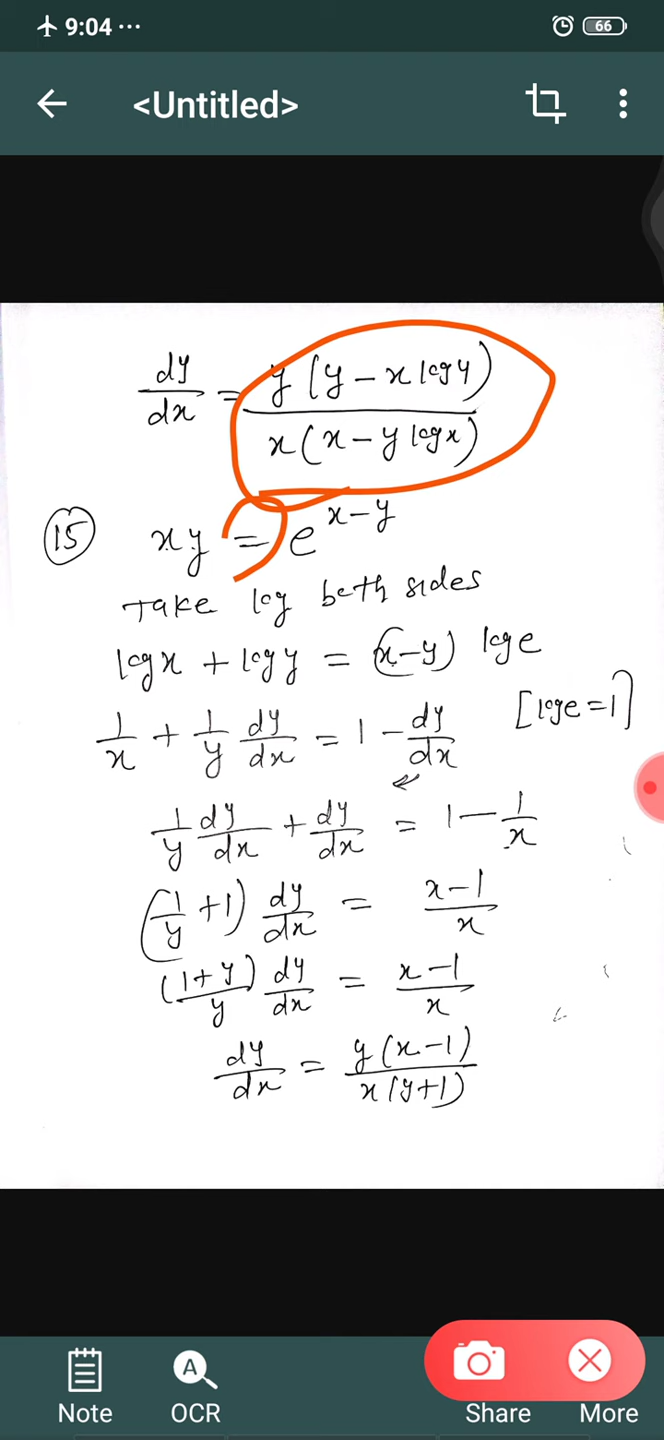 9:04 ...
66
<Untitled>
dy/dx = y(y - x log y) / x(x - y log x)
(15) xy = e^(x-y)
Take log both sides
log x + log y = (x-y) log e
1/x + 1/y dy/dx = 1 - dy/dx [log e = 1]
1/y dy/dx + dy/dx = 1 - 1/x
(1/y + 1) dy/dx = x-1/x
(1+y)/y dy/dx = x-1/x
dy/dx = y(x-1)/x(y+1)
A
Note OCR Share More